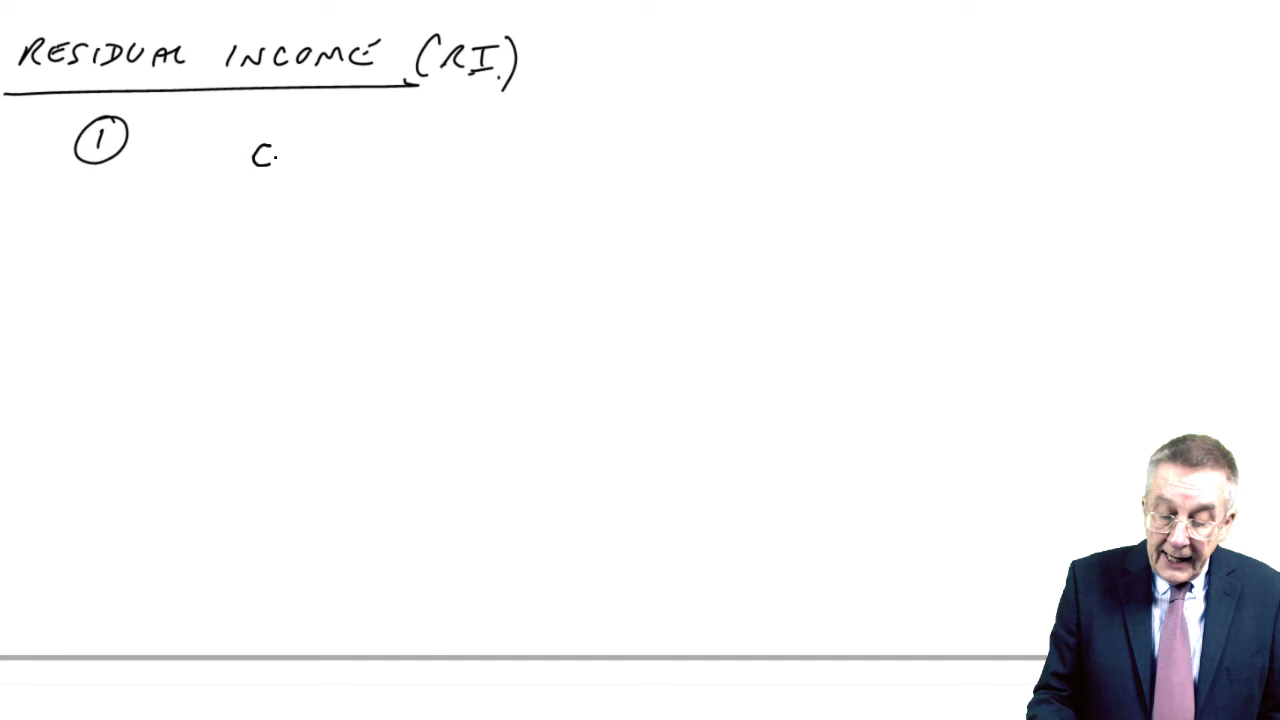 RESIDUAL INCOME (RI.)
① C.